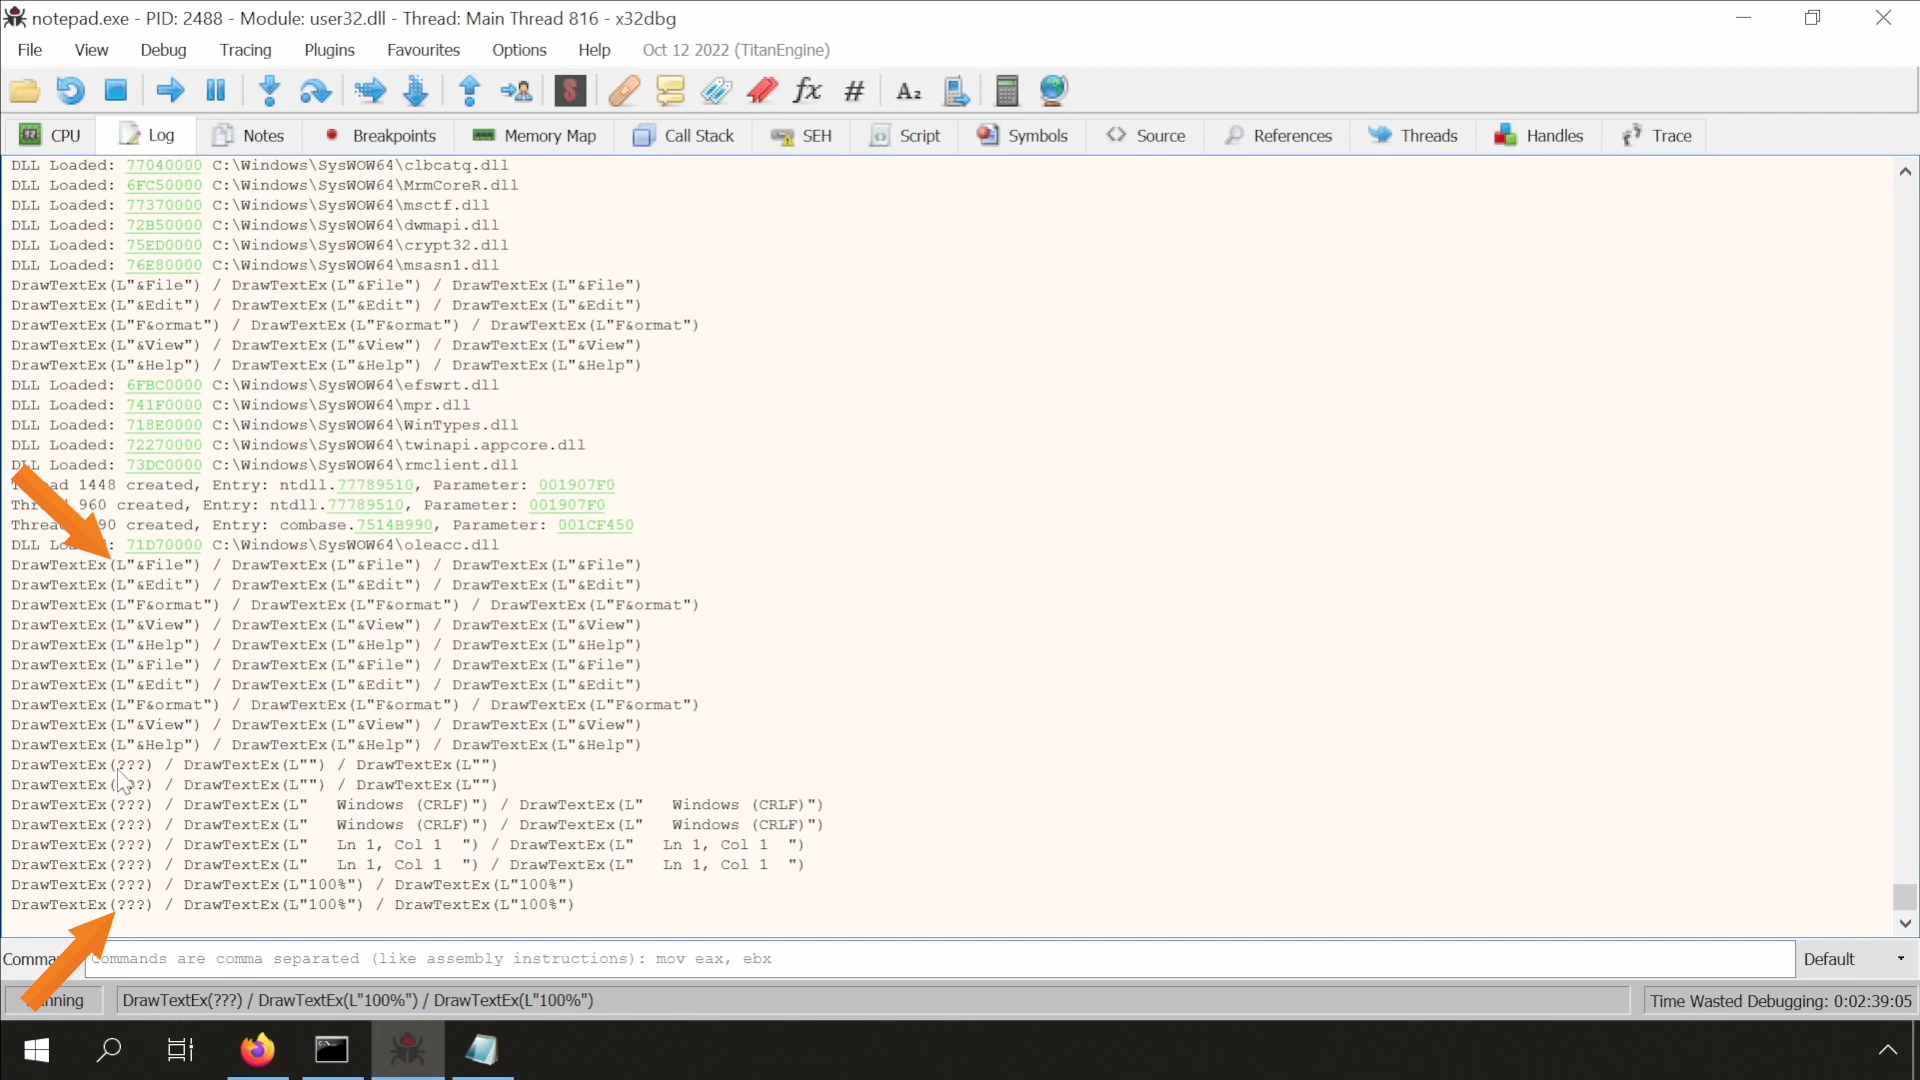 notepad.exe - PID: 2488 - Module: user32.dll - Thread: Main Thread 816 - x32dbg
File View Debug Tracing Plugins Favourites Options Help Oct 12 2022 (TitanEngine)
CPU Log Notes Breakpoints Memory Map Call Stack SEH Script Symbols Source References Threads Handles Trace
DLL Loaded: 77040000 C:\Windows\SysWOW64\clbcatq.dll
DLL Loaded: 6FC50000 C:\Windows\SysWOW64\MrmCoreR.dll
DLL Loaded: 77370000 C:\Windows\SysWOW64\msctf.dll
DLL Loaded: 72B50000 C:\Windows\SysWOW64\dwmapi.dll
DLL Loaded: 75ED0000 C:\Windows\SysWOW64\crypt32.dll
DLL Loaded: 76E80000 C:\Windows\SysWOW64\msasn1.dll
DrawTextEx(L"&File") / DrawTextEx(L"&File") / DrawTextEx(L"&File")
DrawTextEx(L"&Edit") / DrawTextEx(L"&Edit") / DrawTextEx(L"&Edit")
DrawTextEx(L"F&ormat") / DrawTextEx(L"F&ormat") / DrawTextEx(L"F&ormat")
DrawTextEx(L"&View") / DrawTextEx(L"&View") / DrawTextEx(L"&View")
DrawTextEx(L"&Help") / DrawTextEx(L"&Help") / DrawTextEx(L"&Help")
DLL Loaded: 6FBC0000 C:\Windows\SysWOW64\efswrt.dll
DLL Loaded: 741F0000 C:\Windows\SysWOW64\mpr.dll
DLL Loaded: 718E0000 C:\Windows\SysWOW64\WinTypes.dll
DLL Loaded: 72270000 C:\Windows\SysWOW64\twinapi.appcore.dll
DLL Loaded: 73DC0000 C:\Windows\SysWOW64\rmclient.dll
1448 created, Entry: ntdll.77789510, Parameter: 001907F0
960 created, Entry: ntdll.77789510, Parameter: 001907F0
created, Entry: combase.7514B990, Parameter: 001CF450
DLL 71D70000 C:\Windows\SysWOW64\oleacc.dll
DrawTextEx(L"&File") / DrawTextEx(L"&File") / DrawTextEx(L"&File")
DrawTextEx(L"&Edit") / DrawTextEx(L"&Edit") / DrawTextEx(L"&Edit")
DrawTextEx(L"F&ormat") / DrawTextEx(L"F&ormat") / DrawTextEx(L"F&ormat")
DrawTextEx(L"&View") / DrawTextEx(L"&View") / DrawTextEx(L"&View")
DrawTextEx(L"&Help") / DrawTextEx(L"&Help") / DrawTextEx(L"&Help")
DrawTextEx(L"&File") / DrawTextEx(L"&File") / DrawTextEx(L"&File")
DrawTextEx(L"&Edit") / DrawTextEx(L"&Edit") / DrawTextEx(L"&Edit")
DrawTextEx(L"F&ormat") / DrawTextEx(L"F&ormat") / DrawTextEx(L"F&ormat")
DrawTextEx(L"&View") / DrawTextEx(L"&View") / DrawTextEx(L"&View")
DrawTextEx(L"&Help") / DrawTextEx(L"&Help") / DrawTextEx(L"&Help")
DrawTextEx(???) / DrawTextEx(L"") / DrawTextEx(L"")
DrawTextEx(???) / DrawTextEx(L"") / DrawTextEx(L"")
DrawTextEx(???) / DrawTextEx(L"   Windows (CRLF)") / DrawTextEx(L"   Windows (CRLF)")
DrawTextEx(???) / DrawTextEx(L"   Windows (CRLF)") / DrawTextEx(L"   Windows (CRLF)")
DrawTextEx(???) / DrawTextEx(L"   Ln 1, Col 1  ") / DrawTextEx(L"   Ln 1, Col 1  ")
DrawTextEx(???) / DrawTextEx(L"   Ln 1, Col 1  ") / DrawTextEx(L"   Ln 1, Col 1  ")
DrawTextEx(???) / DrawTextEx(L"100%") / DrawTextEx(L"100%")
DrawTextEx(???) / DrawTextEx(L"100%") / DrawTextEx(L"100%")
Commands are comma separated (like assembly instructions): mov eax, ebx Default
DrawTextEx(???) / DrawTextEx(L"100%") / DrawTextEx(L"100%") Time Wasted Debugging: 0:02:39:05